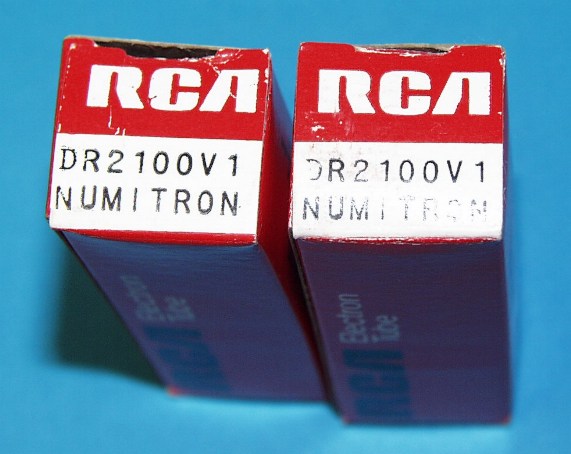 RCA
DR2100V1
NUMITRON
RCA
Electron
Tube
RCA
DR2100V1
NUMITRON
RCA
Electron
Tube